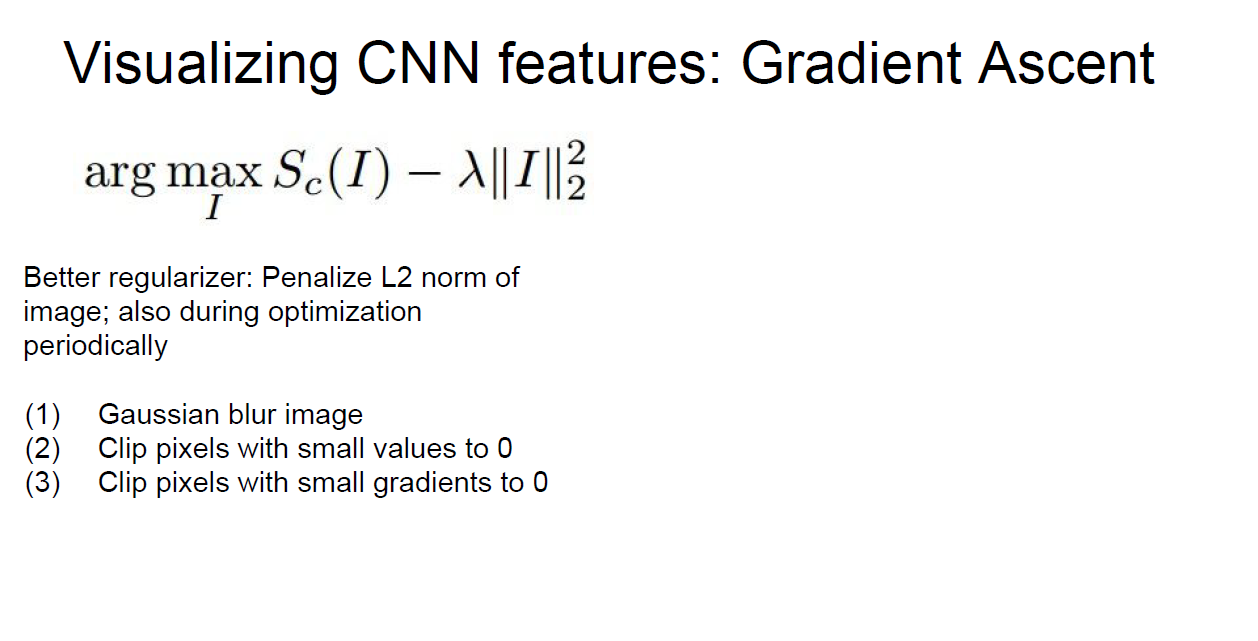 Visualizing CNN features: Gradient Ascent
arg max S_c(I) − λ‖I‖₂²
I
Better regularizer: Penalize L2 norm of
image; also during optimization
periodically
(1) Gaussian blur image
(2) Clip pixels with small values to 0
(3) Clip pixels with small gradients to 0